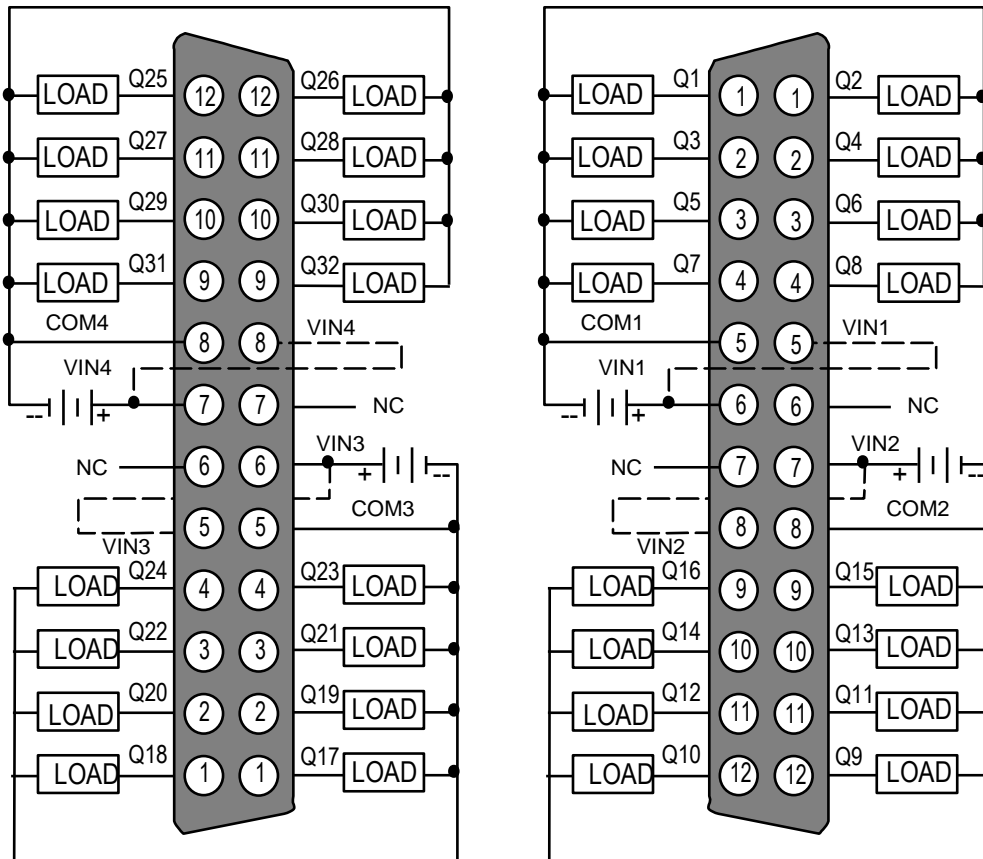 Q25 Q26 Q1 Q2
LOAD 12 12 LOAD LOAD 1 1 LOAD
Q27 Q28 Q3 Q4
LOAD 11 11 LOAD LOAD 2 2 LOAD
Q29 Q30 Q5 Q6
LOAD 10 10 LOAD LOAD 3 3 LOAD
Q31 Q32 Q7 Q8
LOAD 9 9 LOAD LOAD 4 4 LOAD
COM4 VIN4 COM1 VIN1
8 8 5 5
VIN4 VIN1
-- + 7 7 NC -- + 6 6 NC
VIN3 VIN2
NC 6 6 + -- NC 7 7 + --
COM3 COM2
5 5 8 8
VIN3 VIN2
Q24 Q23 Q16 Q15
LOAD 4 4 LOAD LOAD 9 9 LOAD
Q22 Q21 Q14 Q13
LOAD 3 3 LOAD LOAD 10 10 LOAD
Q20 Q19 Q12 Q11
LOAD 2 2 LOAD LOAD 11 11 LOAD
Q18 Q17 Q10 Q9
LOAD 1 1 LOAD LOAD 12 12 LOAD